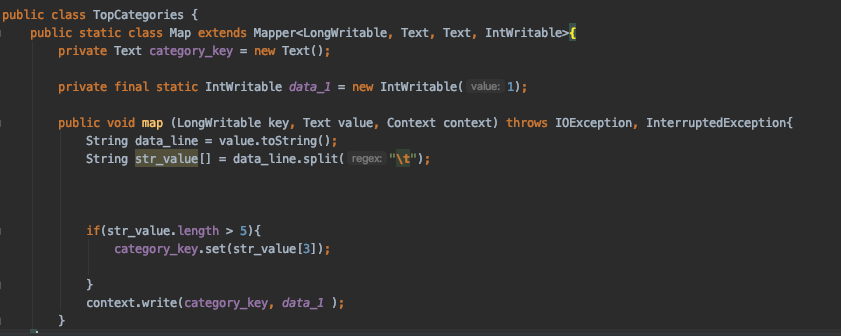 public class TopCategories {
public static class Map extends Mapper<LongWritable, Text, Text, IntWritable>{
private Text category_key = new Text();
private final static IntWritable data_1 = new IntWritable( value: 1);
public void map (LongWritable key, Text value, Context context) throws IOException, InterruptedException{
String data_line = value.toString();
String str_value[] = data_line.split( regex: "\t");
if(str_value.length > 5){
category_key.set(str_value[3]);
}
context.write(category_key, data_1 );
}